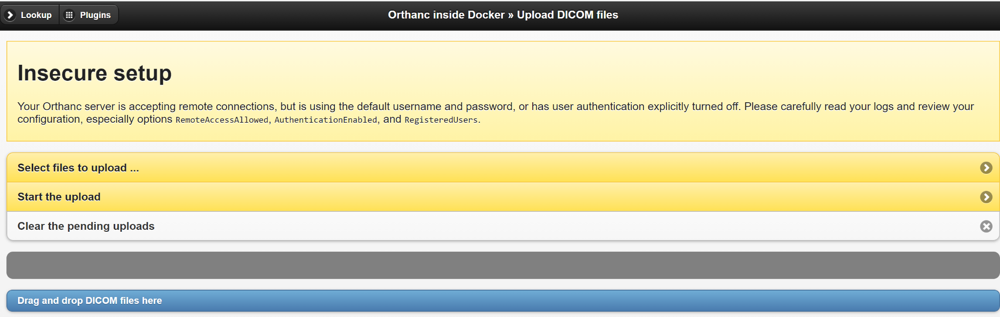 Lookup Plugins Orthanc inside Docker » Upload DICOM files
Insecure setup
Your Orthanc server is accepting remote connections, but is using the default username and password, or has user authentication explicitly turned off. Please carefully read your logs and review your
configuration, especially options RemoteAccessAllowed, AuthenticationEnabled, and RegisteredUsers.
Select files to upload ...
Start the upload
Clear the pending uploads
Drag and drop DICOM files here